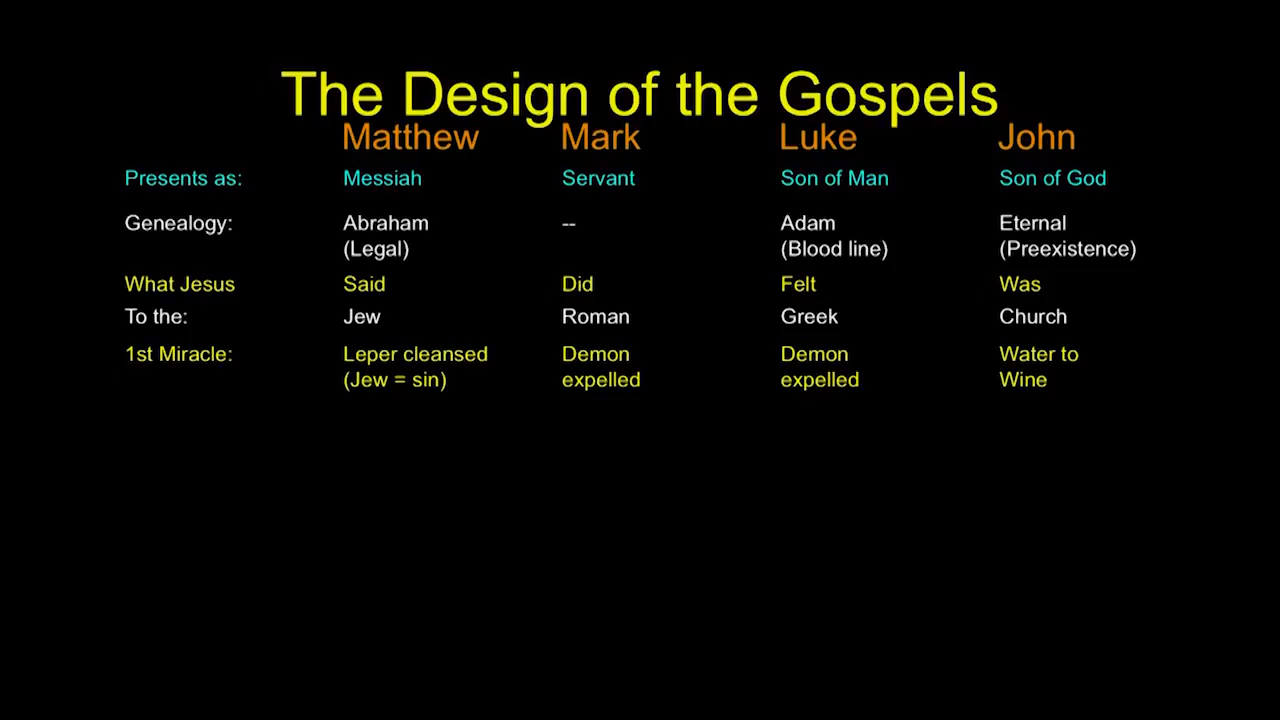 The Design of the Gospels
Matthew Mark Luke John
Presents as: Messiah Servant Son of Man Son of God
Genealogy: Abraham -- Adam Eternal
(Legal) (Blood line) (Preexistence)
What Jesus Said Did Felt Was
To the: Jew Roman Greek Church
1st Miracle: Leper cleansed Demon Demon Water to
(Jew = sin) expelled expelled Wine